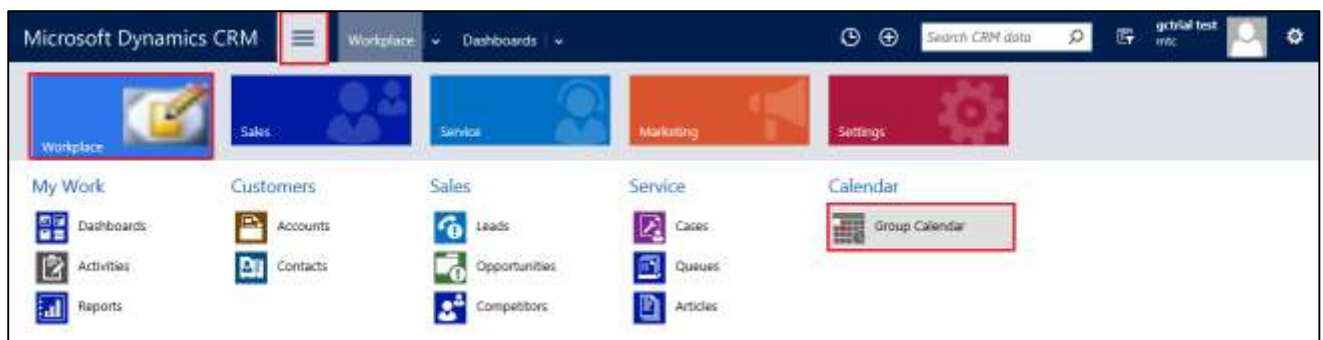 Microsoft Dynamics CRM Workplace Dashboards Search CRM data gctrial test
mtc
Workplace Sales Service Marketing Settings
My Work Customers Sales Service Calendar
Dashboards Accounts Leads Cases Group Calendar
Activities Contacts Opportunities Queues
Reports Competitors Articles